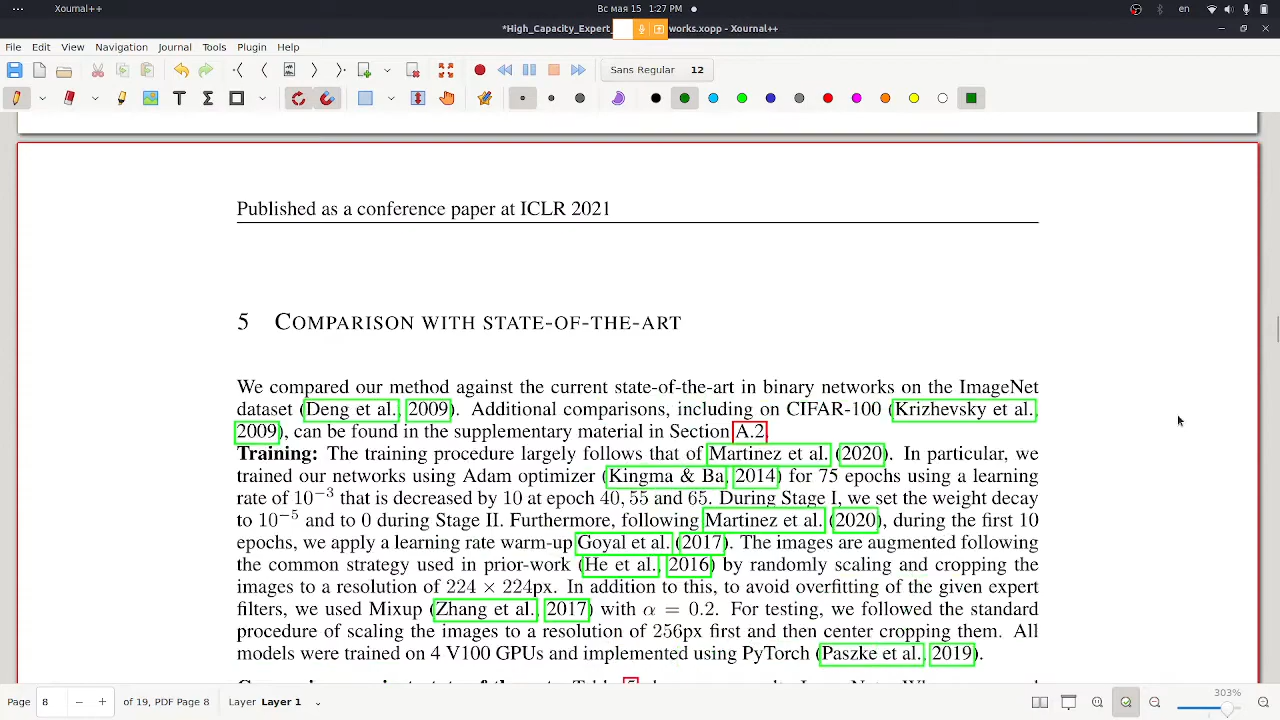 Xournal++
Вс мая 15 1:27 PM
en
*High_Capacity_Expert_ works.xopp - Xournal++
File Edit View Navigation Journal Tools Plugin Help
Sans Regular 12
Published as a conference paper at ICLR 2021
5 COMPARISON WITH STATE-OF-THE-ART
We compared our method against the current state-of-the-art in binary networks on the ImageNet
dataset (Deng et al., 2009). Additional comparisons, including on CIFAR-100 (Krizhevsky et al.,
2009), can be found in the supplementary material in Section A.2.
Training: The training procedure largely follows that of Martinez et al. (2020). In particular, we
trained our networks using Adam optimizer (Kingma & Ba, 2014) for 75 epochs using a learning
rate of 10⁻³ that is decreased by 10 at epoch 40, 55 and 65. During Stage I, we set the weight decay
to 10⁻⁵ and to 0 during Stage II. Furthermore, following Martinez et al. (2020), during the first 10
epochs, we apply a learning rate warm-up Goyal et al. (2017). The images are augmented following
the common strategy used in prior-work (He et al., 2016) by randomly scaling and cropping the
images to a resolution of 224 × 224px. In addition to this, to avoid overfitting of the given expert
filters, we used Mixup (Zhang et al., 2017) with α = 0.2. For testing, we followed the standard
procedure of scaling the images to a resolution of 256px first and then center cropping them. All
models were trained on 4 V100 GPUs and implemented using PyTorch (Paszke et al., 2019).
303%
Page 8 of 19, PDF Page 8 Layer Layer 1